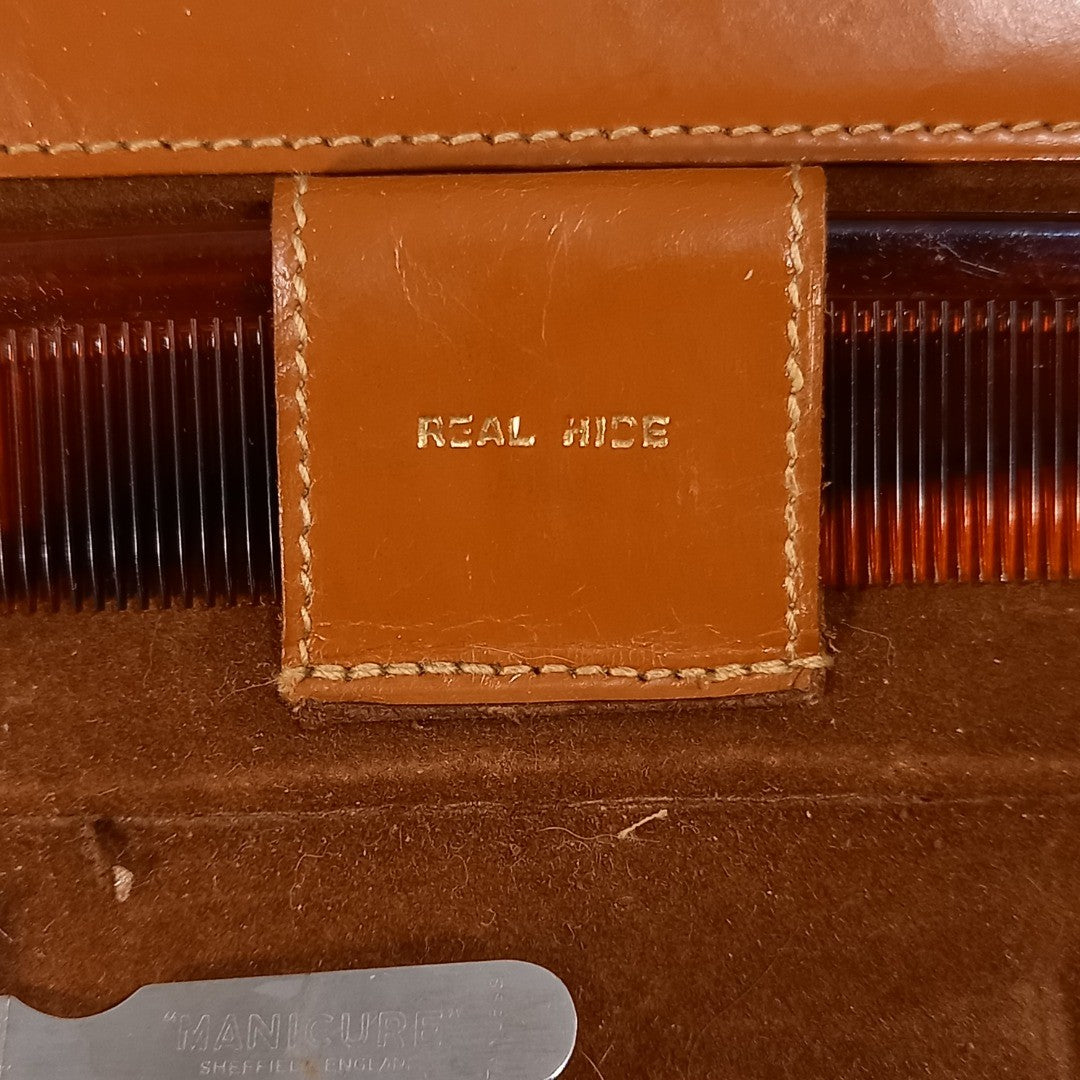 REAL HIDE
"MANICURE"
SHEFFIELD, ENGLAND.